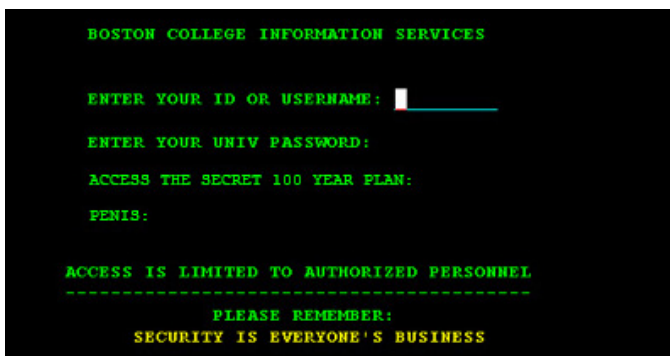 BOSTON COLLEGE INFORMATION SERVICES
ENTER YOUR ID OR USERNAME:
ENTER YOUR UNIV PASSWORD:
ACCESS THE SECRET 100 YEAR PLAN:
PENIS:
ACCESS IS LIMITED TO AUTHORIZED PERSONNEL
PLEASE REMEMBER:
SECURITY IS EVERYONE'S BUSINESS